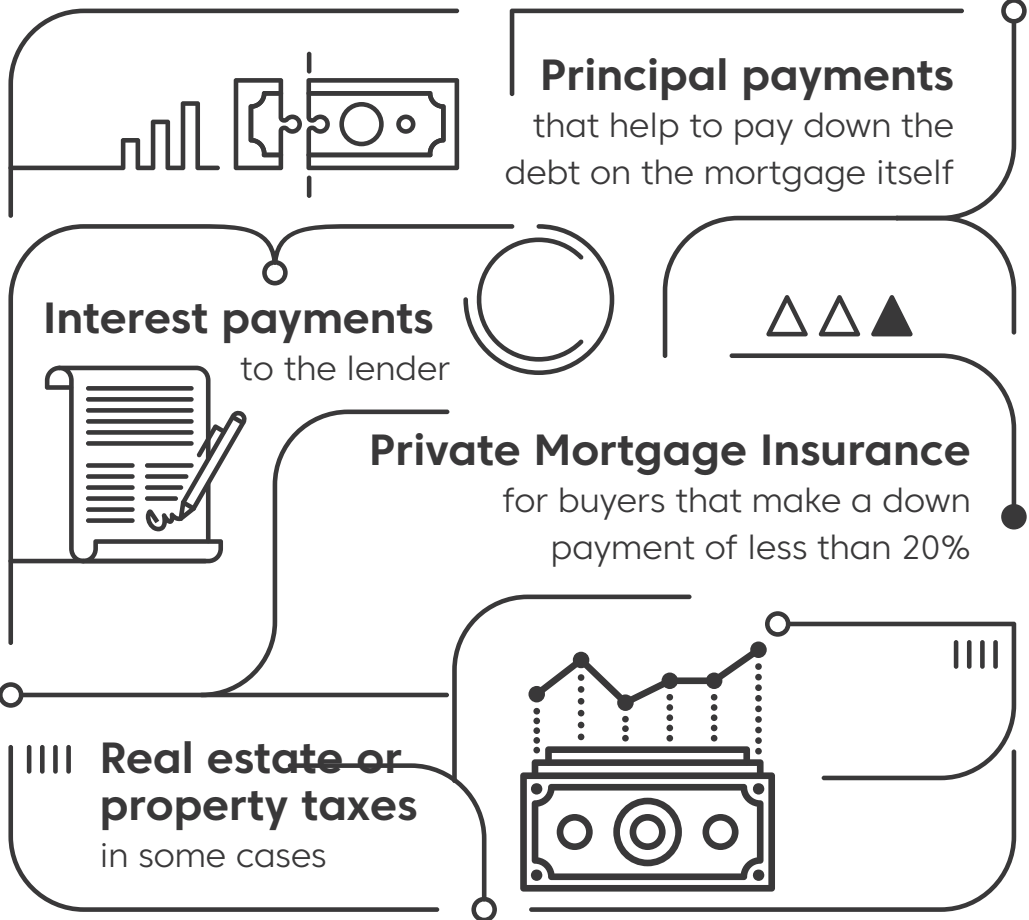 Principal payments
that help to pay down the
debt on the mortgage itself
Interest payments
to the lender
Private Mortgage Insurance
for buyers that make a down
payment of less than 20%
Real estate or
property taxes
in some cases